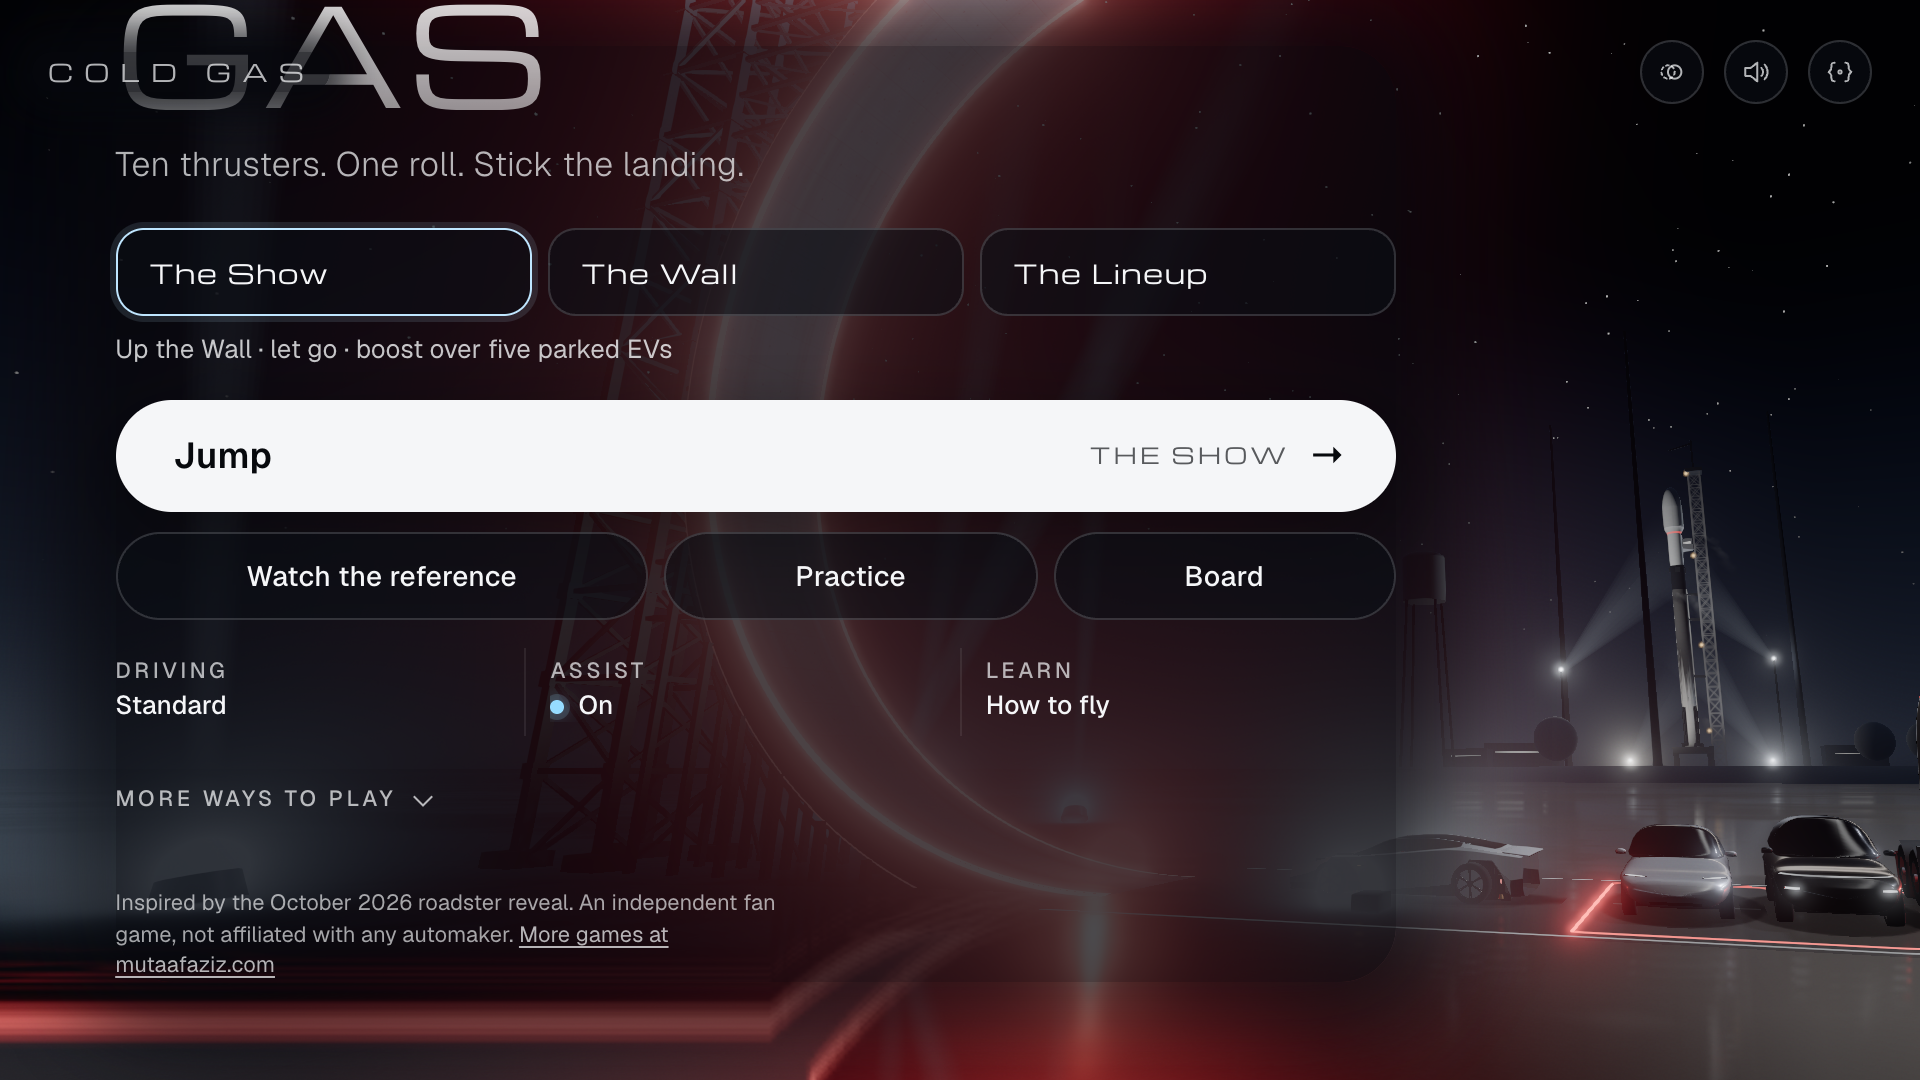 GAS
COLD GAS
Ten thrusters. One roll. Stick the landing.
The Show
The Wall
The Lineup
Up the Wall · let go · boost over five parked EVs
Jump
THE SHOW →
Watch the reference
Practice
Board
DRIVING
Standard
ASSIST
On
LEARN
How to fly
MORE WAYS TO PLAY
Inspired by the October 2026 roadster reveal. An independent fan
game, not affiliated with any automaker. More games at
mutaafaziz.com